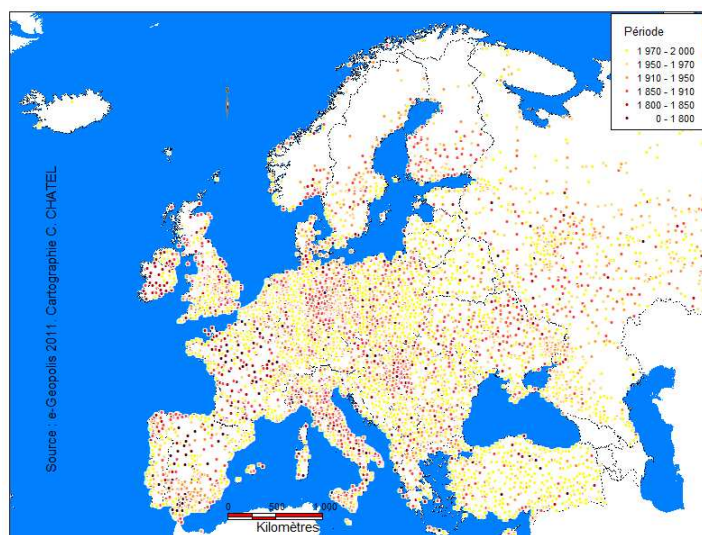 Période
1 970 - 2 000
1 950 - 1 970
1 910 - 1 950
1 850 - 1 910
1 800 - 1 850
0 - 1 800
Source : e-Geopolis 2011. Cartographie C. CHATEL
0 500 1 000
Kilomètres